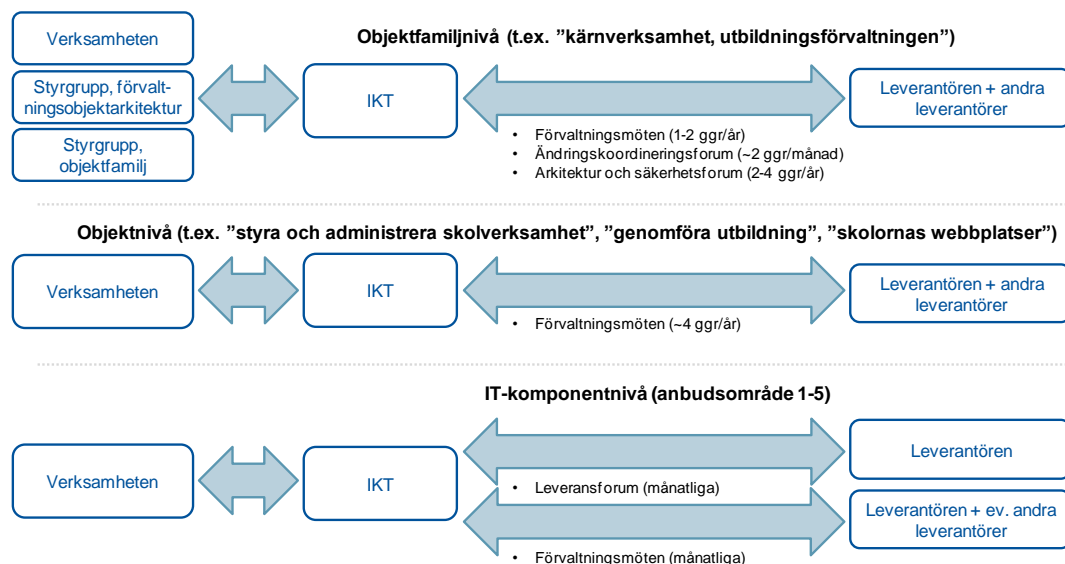 Objektfamiljnivå (t.ex. ”kärnverksamhet, utbildningsförvaltningen”)
Verksamheten
Styrgrupp, förvalt-
ningsobjektarkitektur
Styrgrupp,
objektfamilj
IKT
Leverantören + andra
leverantörer
• Förvaltningsmöten (1-2 ggr/år)
• Ändringskoordineringsforum (~2 ggr/månad)
• Arkitektur och säkerhetsforum (2-4 ggr/år)
Objektnivå (t.ex. ”styra och administrera skolverksamhet”, ”genomföra utbildning”, ”skolornas webbplatser”)
Verksamheten
IKT
Leverantören + andra
leverantörer
• Förvaltningsmöten (~4 ggr/år)
IT-komponentnivå (anbudsområde 1-5)
Verksamheten
IKT
Leverantören
• Leveransforum (månatliga)
Leverantören + ev. andra
leverantörer
• Förvaltningsmöten (månatliga)